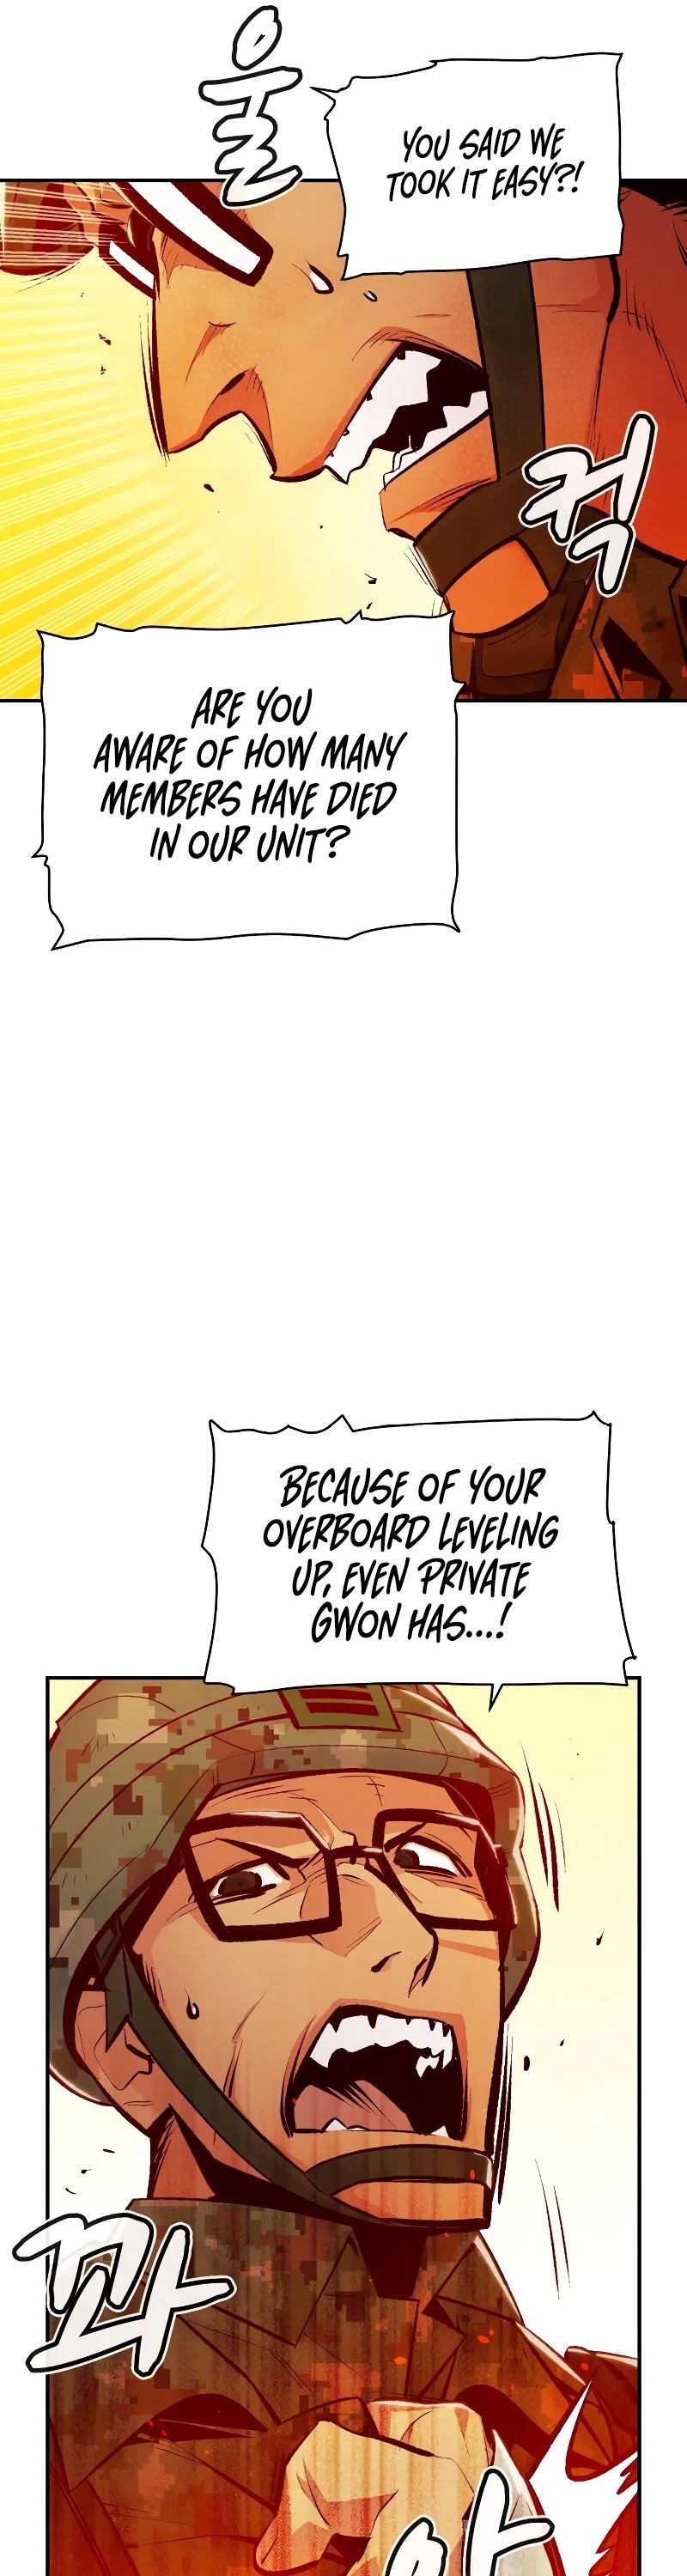 울
YOU SAID WE
TOOK IT EASY?!
컥
ARE YOU
AWARE OF HOW MANY
MEMBERS HAVE DIED
IN OUR UNIT?
BECAUSE OF YOUR
OVERBOARD LEVELING
UP, EVEN PRIVATE
GWON HAS...!
콰